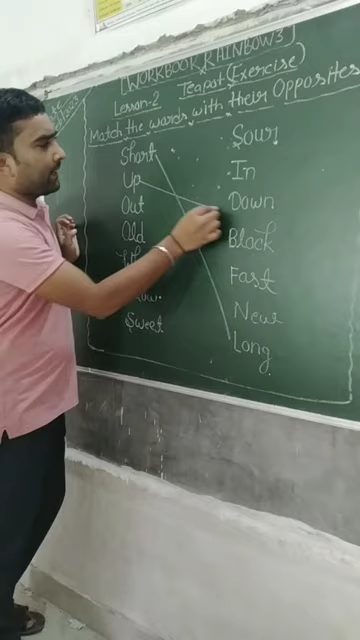 [WORKBOOK RAINBOW3]
Lesson-2 Teapot (Exercise)
Match the words with their Opposites
Short Sour
Up In
Out Down
Old Black
Fast
New
Sweet Long